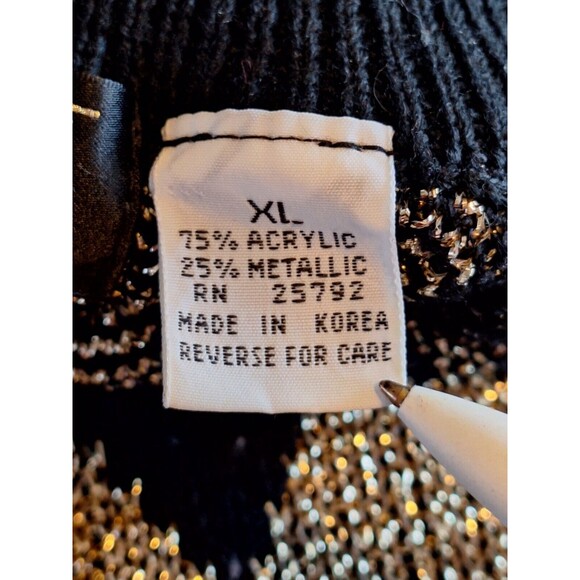 XL
75% ACRYLIC
25% METALLIC
RN 25792
MADE IN KOREA
REVERSE FOR CARE